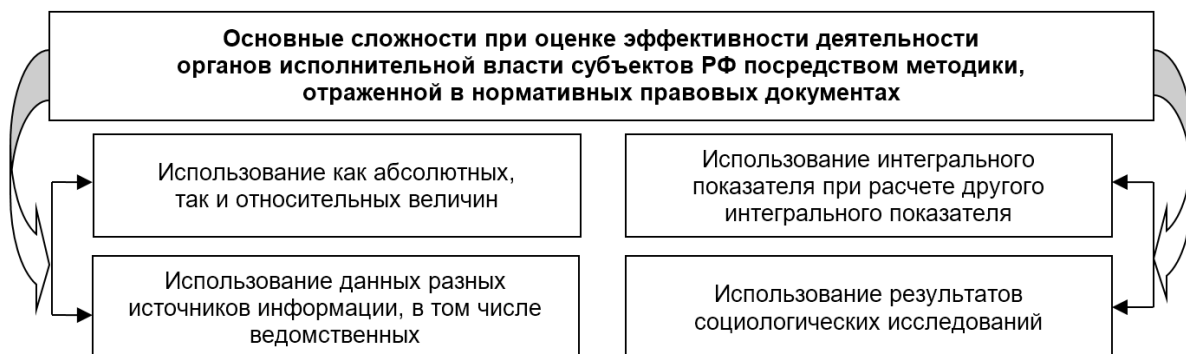 Основные сложности при оценке эффективности деятельности
органов исполнительной власти субъектов РФ посредством методики,
отраженной в нормативных правовых документах
Использование как абсолютных,
так и относительных величин
Использование интегрального
показателя при расчете другого
интегрального показателя
Использование данных разных
источников информации, в том числе
ведомственных
Использование результатов
социологических исследований